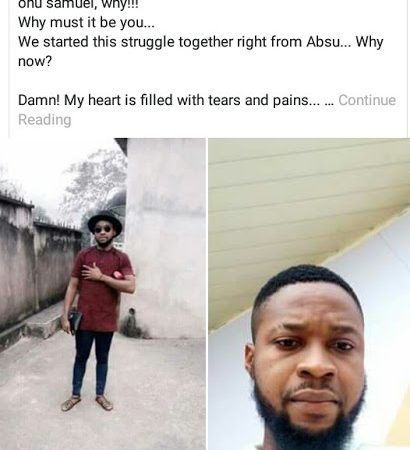 onu samuel, why!!!
Why must it be you...
We started this struggle together right from Absu... Why
now?
Damn! My heart is filled with tears and pains... ... Continue
Reading